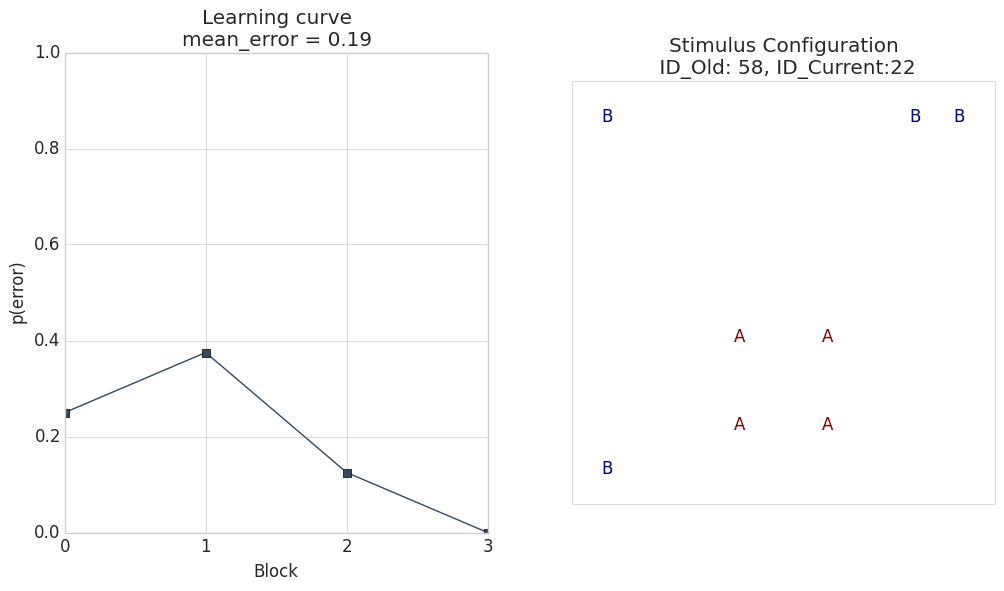 Learning curve
mean_error = 0.19
1.0
0.8
0.6
0.4
0.2
0.0
p(error)
0 1 2 3
Block
Stimulus Configuration
ID_Old: 58, ID_Current:22
B B B
A A
A A
B